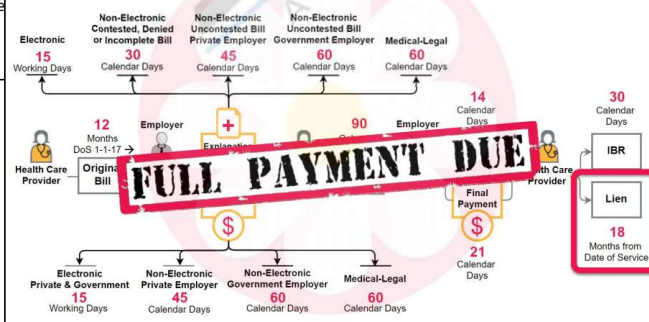 Electronic
15
Working Days
Non-Electronic
Contested, Denied
or Incomplete Bill
30
Calendar Days
Non-Electronic
Uncontested Bill
Private Employer
45
Calendar Days
Non-Electronic
Uncontested Bill
Government Employer
60
Calendar Days
Medical-Legal
60
Calendar Days
12
Months
DoS 1-1-17
Health Care
Provider
Employer
90
Employer
14
Calendar
Days
30
Calendar
Days
IBR
Lien
18
Months from
Date of Service
FULL PAYMENT DUE
Bill
Final
Payment
$
21
Calendar
Days
Provider
$
Electronic
Private & Government
15
Working Days
Non-Electronic
Private Employer
45
Calendar Days
Non-Electronic
Government Employer
60
Calendar Days
Medical-Legal
60
Calendar Days